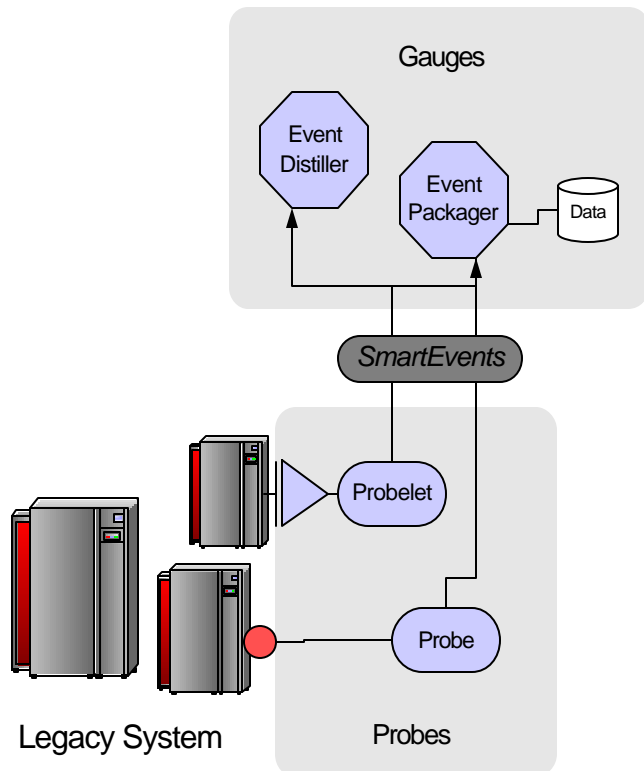 Gauges
Event
Distiller
Event
Packager
Data
SmartEvents
Probelet
Probe
Legacy System
Probes